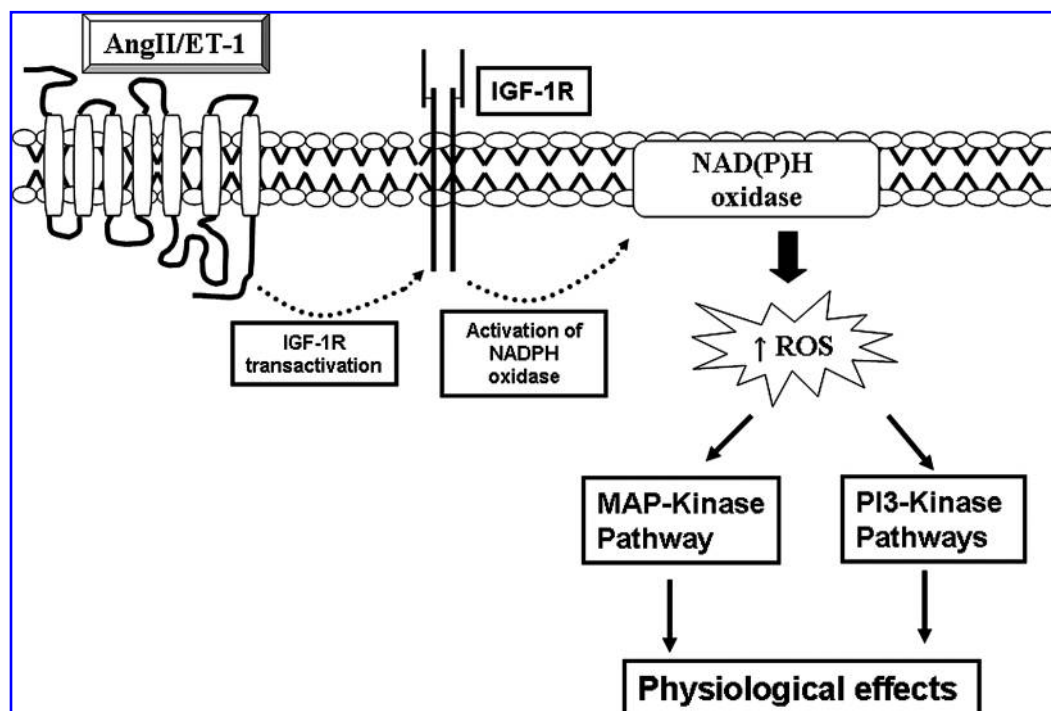 AngII/ET-1
IGF-1R
NAD(P)H
oxidase
IGF-1R
transactivation
Activation of
NADPH
oxidase
↑ ROS
MAP-Kinase
Pathway
PI3-Kinase
Pathways
Physiological effects